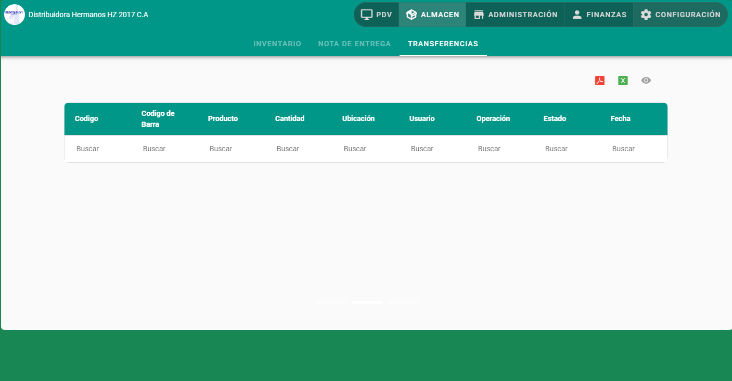 Distribuidora Hermanos HZ 2017 C.A
PDV
ALMACEN
ADMINISTRACIÓN
FINANZAS
CONFIGURACIÓN
INVENTARIO
NOTA DE ENTREGA
TRANSFERENCIAS
Codigo
Codigo de
Barra
Producto
Cantidad
Ubicación
Usuario
Operación
Estado
Fecha
Buscar
Buscar
Buscar
Buscar
Buscar
Buscar
Buscar
Buscar
Buscar